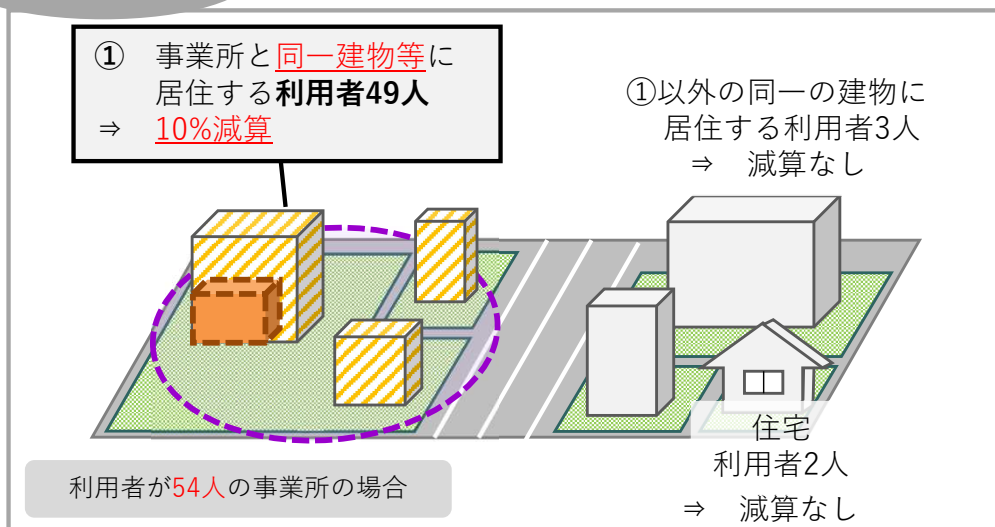 ① 事業所と同一建物等に
居住する利用者49人
⇒ 10%減算
①以外の同一の建物に
居住する利用者3人
⇒ 減算なし
住宅
利用者2人
⇒ 減算なし
利用者が54人の事業所の場合